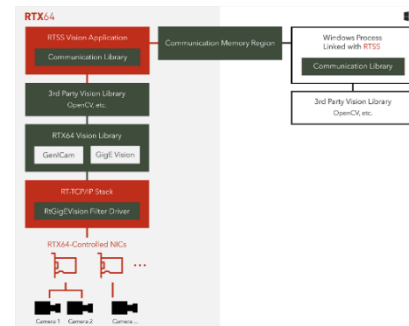 RTX64
RTSS Vision Application
Communication Library
Communication Memory Region
Windows Process
Linked with RTSS
Communication Library
3rd Party Vision Library
OpenCV, etc.
3rd Party Vision Library
OpenCV, etc.
RTX64 Vision Library
GenICam
GigE Vision
RT-TCP/IP Stack
RtGigEVision Filter Driver
RTX64-Controlled NICs
...
Camera 1
Camera 2
Camera ...